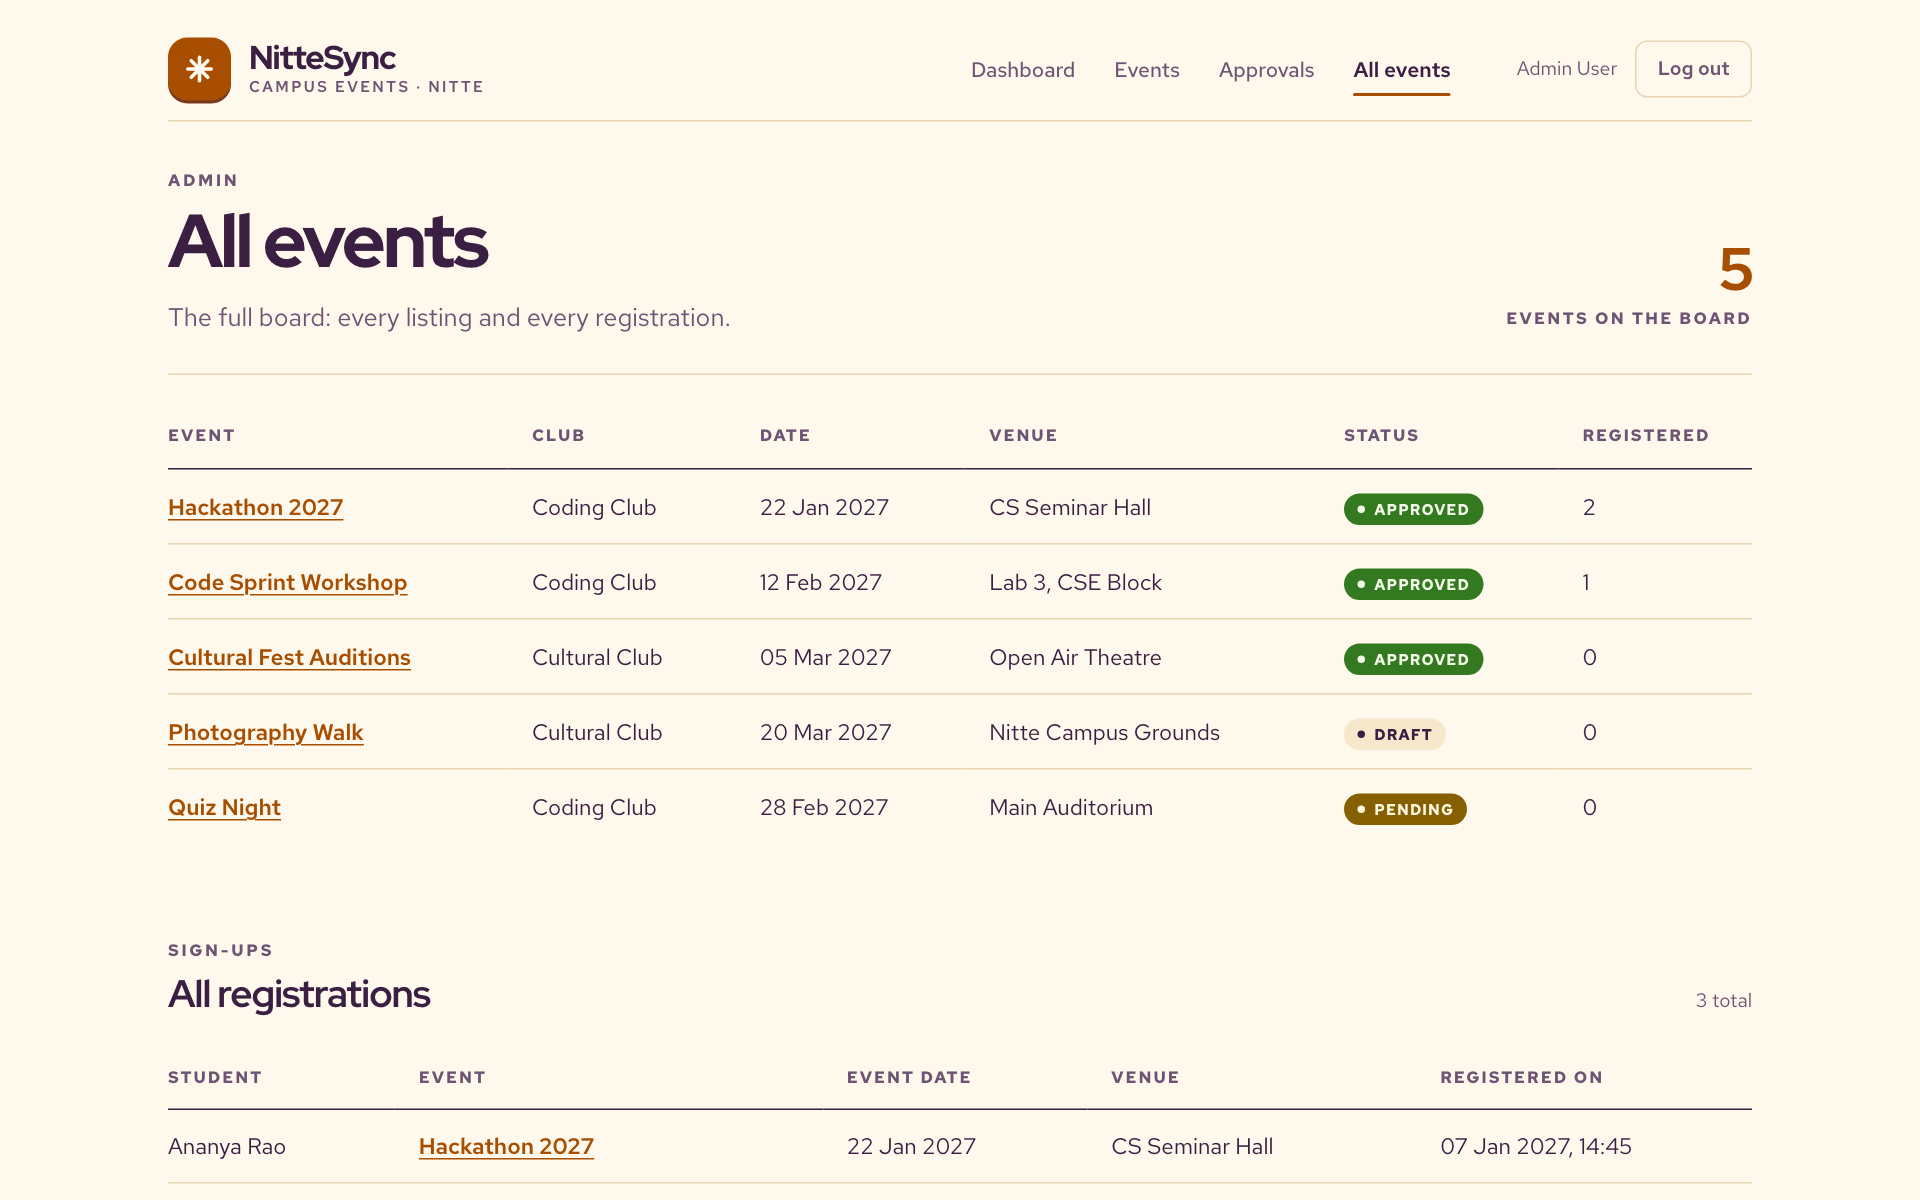 NitteSync
CAMPUS EVENTS · NITTE
Dashboard Events Approvals All events Admin User Log out
ADMIN
All events
The full board: every listing and every registration.
5
EVENTS ON THE BOARD
EVENT CLUB DATE VENUE STATUS REGISTERED
Hackathon 2027 Coding Club 22 Jan 2027 CS Seminar Hall APPROVED 2
Code Sprint Workshop Coding Club 12 Feb 2027 Lab 3, CSE Block APPROVED 1
Cultural Fest Auditions Cultural Club 05 Mar 2027 Open Air Theatre APPROVED 0
Photography Walk Cultural Club 20 Mar 2027 Nitte Campus Grounds DRAFT 0
Quiz Night Coding Club 28 Feb 2027 Main Auditorium PENDING 0
SIGN-UPS
All registrations
3 total
STUDENT EVENT EVENT DATE VENUE REGISTERED ON
Ananya Rao Hackathon 2027 22 Jan 2027 CS Seminar Hall 07 Jan 2027, 14:45